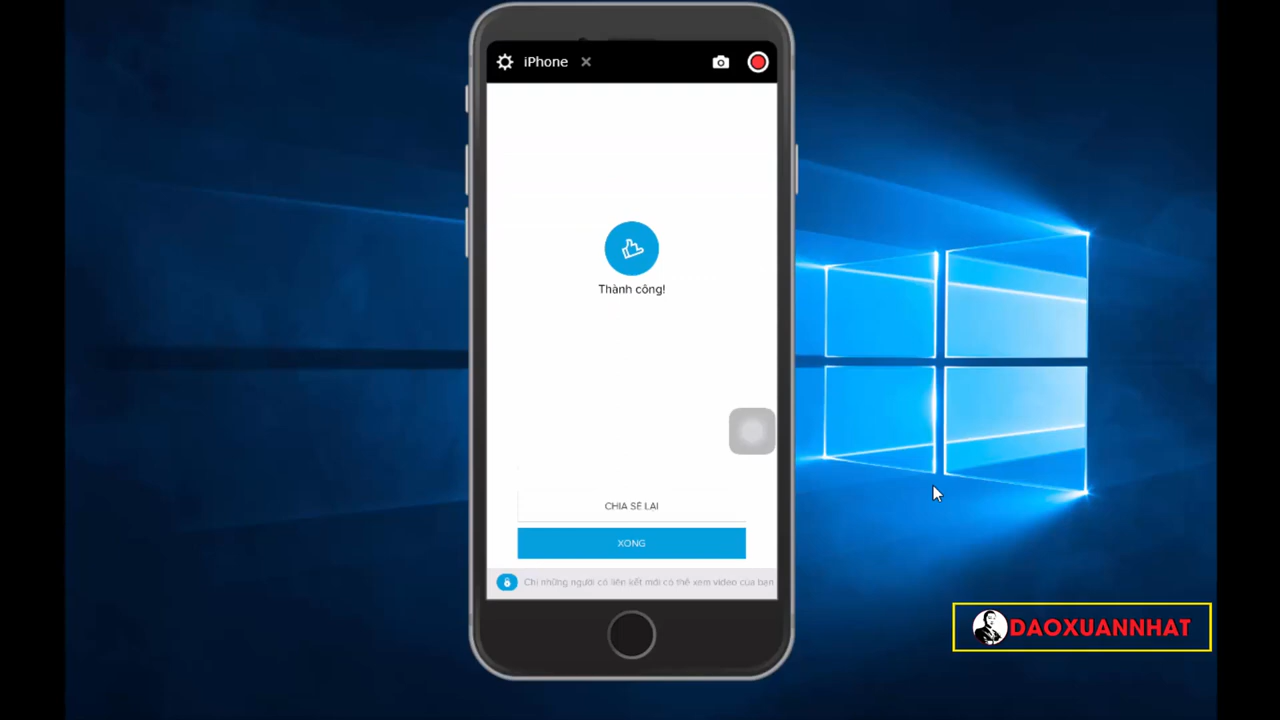 iPhone
Thành công!
CHIA SẺ LẠI
XONG
Chỉ những người có liên kết mới có thể xem video của bạn
DAOXUANNHAT